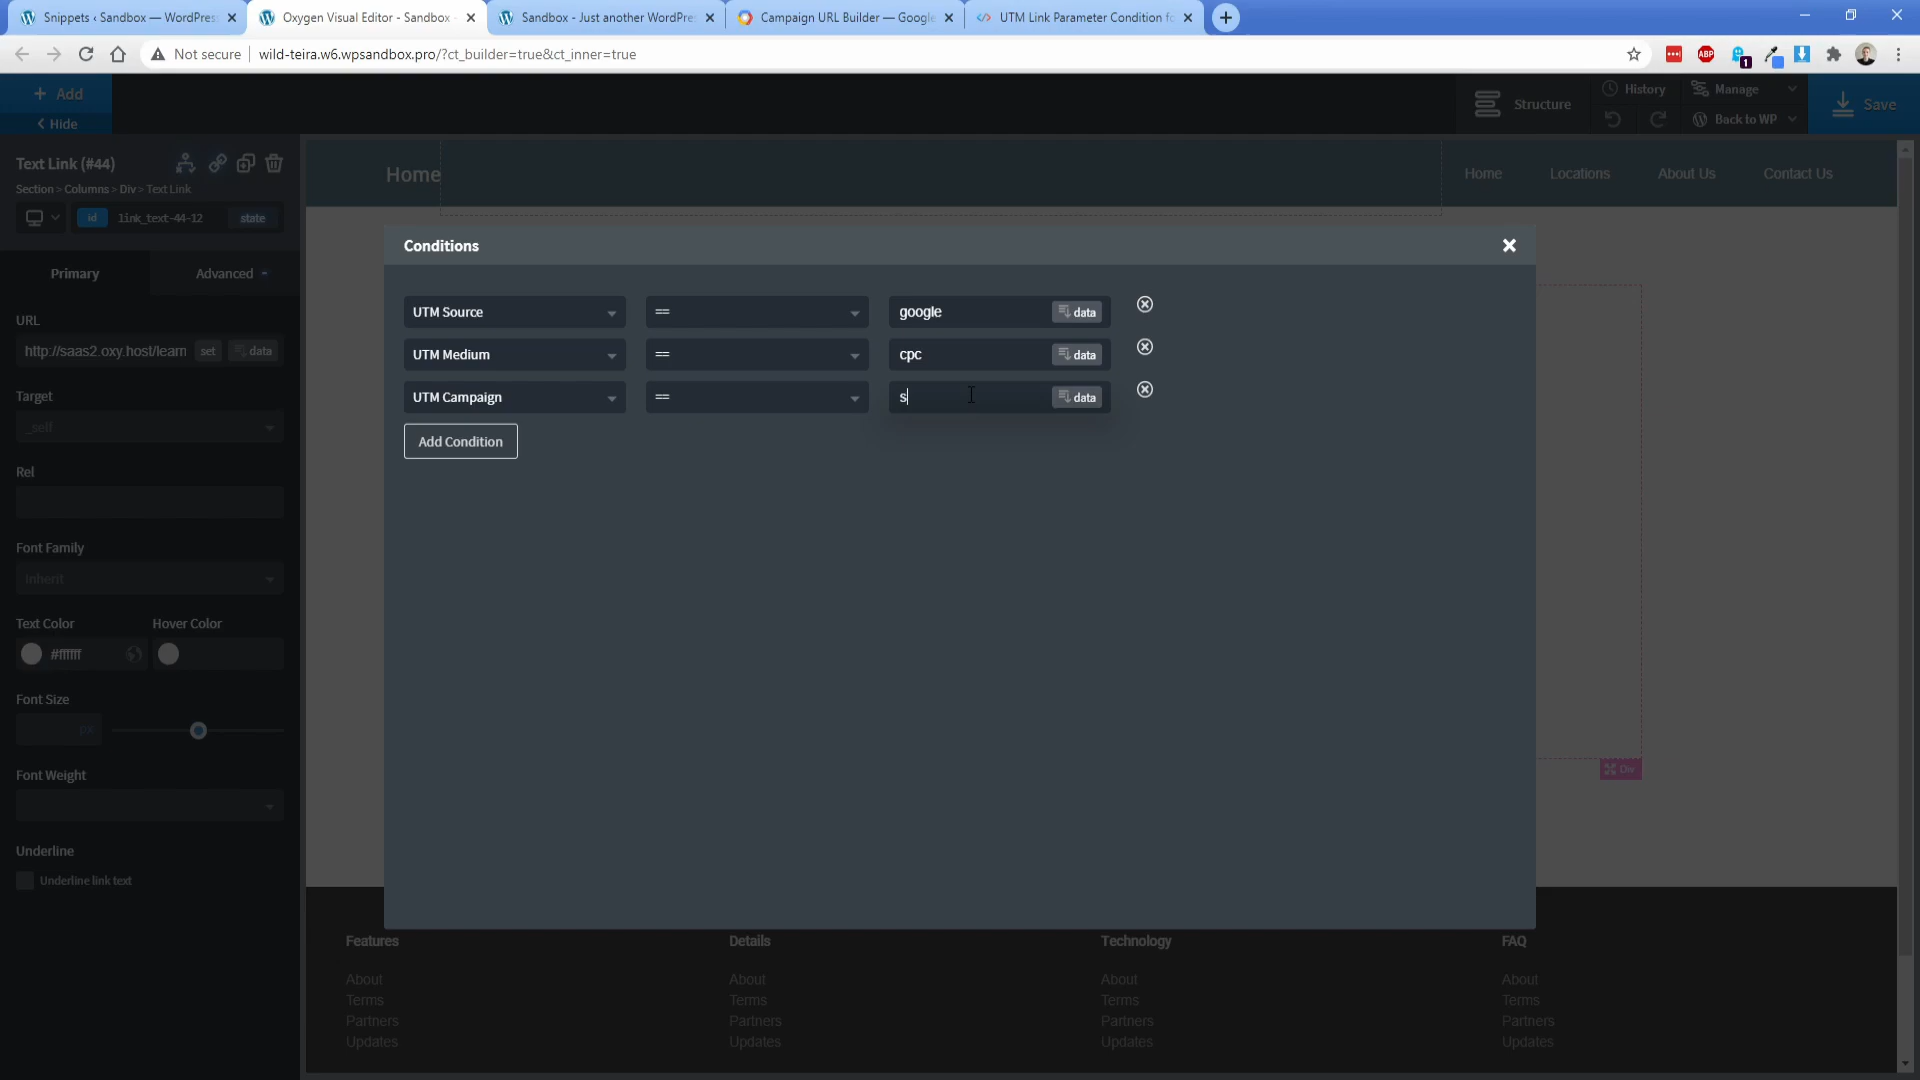 Snippets ‹ Sandbox — WordPress
Oxygen Visual Editor - Sandbox -
Sandbox - Just another WordPre
Campaign URL Builder — Google
UTM Link Parameter Condition fo
Not secure
wild-teira.w6.wpsandbox.pro/?ct_builder=true&ct_inner=true
ABP
1
+ Add
Hide
Structure
History
Manage
Back to WP
Save
Text Link (#44)
Section > Columns > Div > Text Link
id
link_text-44-12
state
Primary
Advanced
URL
http://saas2.oxy.host/learn
set
data
Target
_self
Rel
Font Family
Inherit
Text Color
Hover Color
#ffffff
Font Size
px
Font Weight
Underline
Underline link text
Home
Home
Locations
About Us
Contact Us
Conditions
UTM Source
==
google
data
UTM Medium
==
cpc
data
UTM Campaign
==
s
data
Add Condition
Div
Features
Details
Technology
FAQ
About
About
About
About
Terms
Terms
Terms
Terms
Partners
Partners
Partners
Partners
Updates
Updates
Updates
Updates